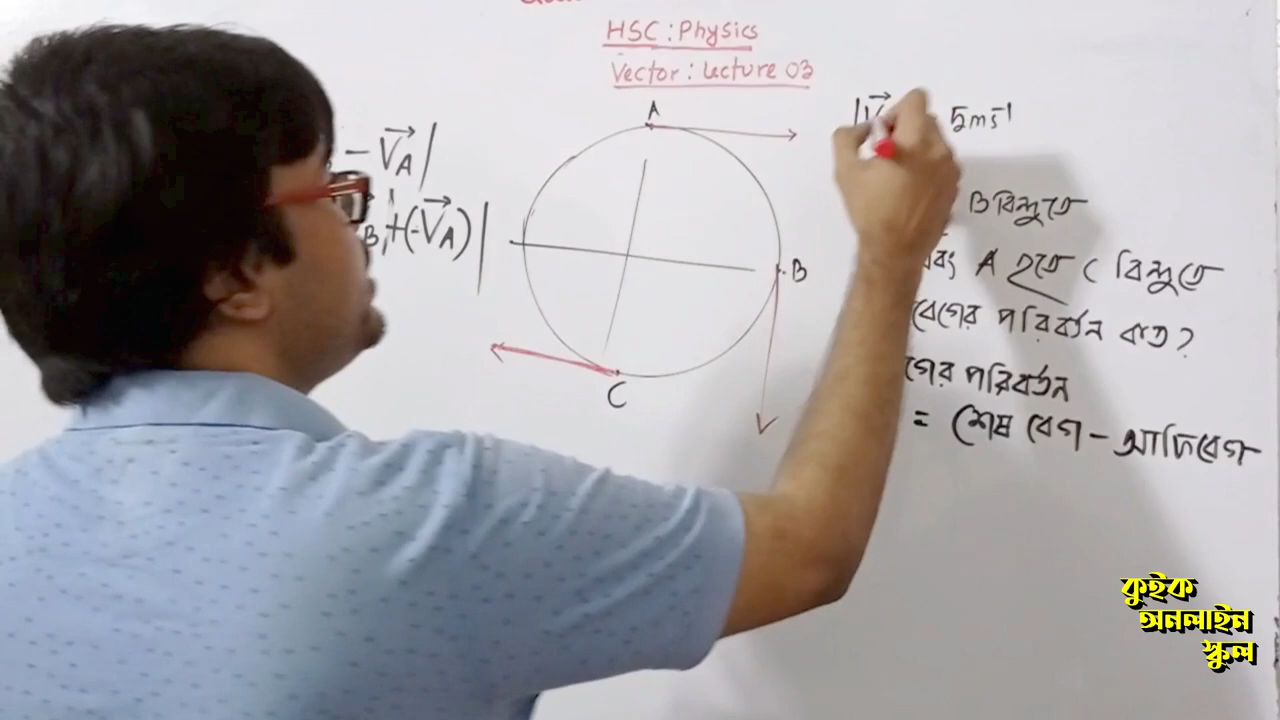 HSC : Physics
Vector : Lecture 03
A
B
C
- V⃗A|
B +(-V⃗A)|
|V⃗ 5ms⁻¹
B বিন্দুতে
A হতে C বিন্দুতে
বেগের পরিবর্তন কত?
গের পরিবর্তন
= শেষ বেগ - আদিবেগ
কুইক
অনলাইন
স্কুল